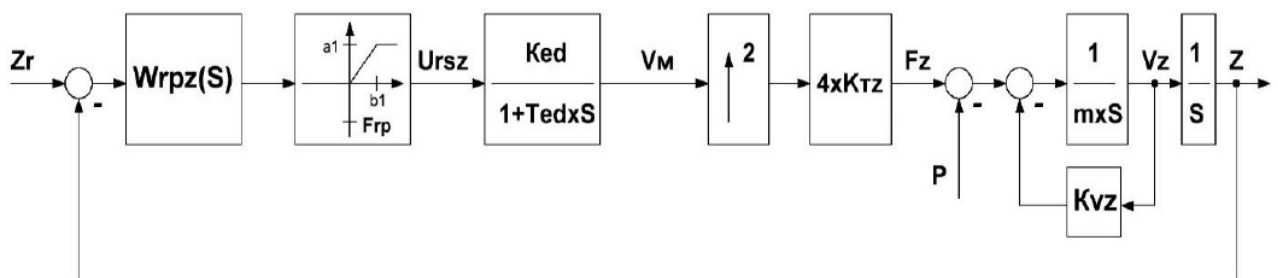 Zr
-
Wrpz(S)
a1
b1
Frp
Ursz
Ked
1+TedxS
Vм
2
4xKтz
Fz
-
P
-
1
mxS
Vz
Kvz
1
S
Z